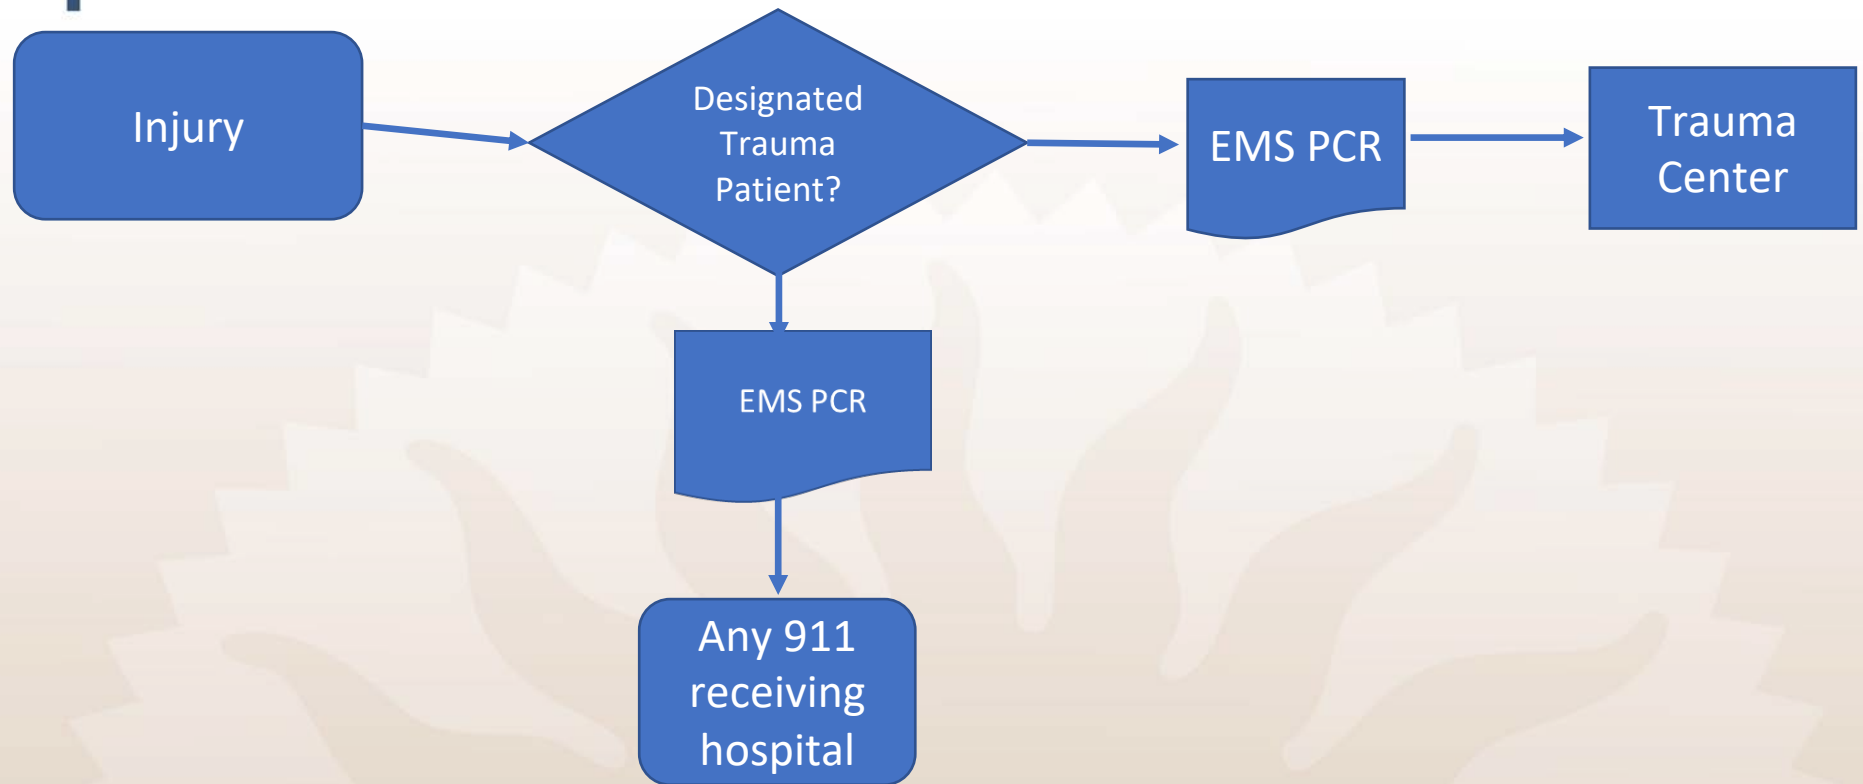 Injury
Designated
Trauma
Patient?
EMS PCR
Trauma
Center
EMS PCR
Any 911
receiving
hospital